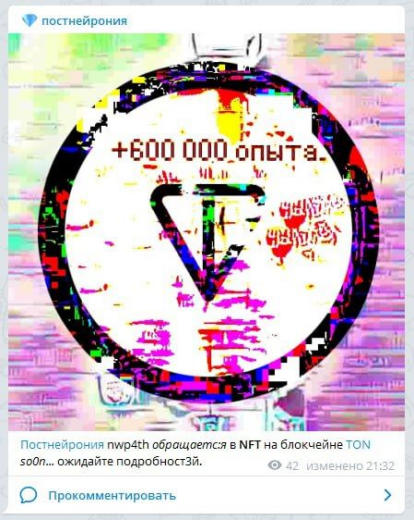 постнейрония
+600 000 опыта.
Постнейрония nwp4th обращается в NFT на блокчейне TON
so0n... ожидайте подробност3й.
42 изменено 21:32
Прокомментировать